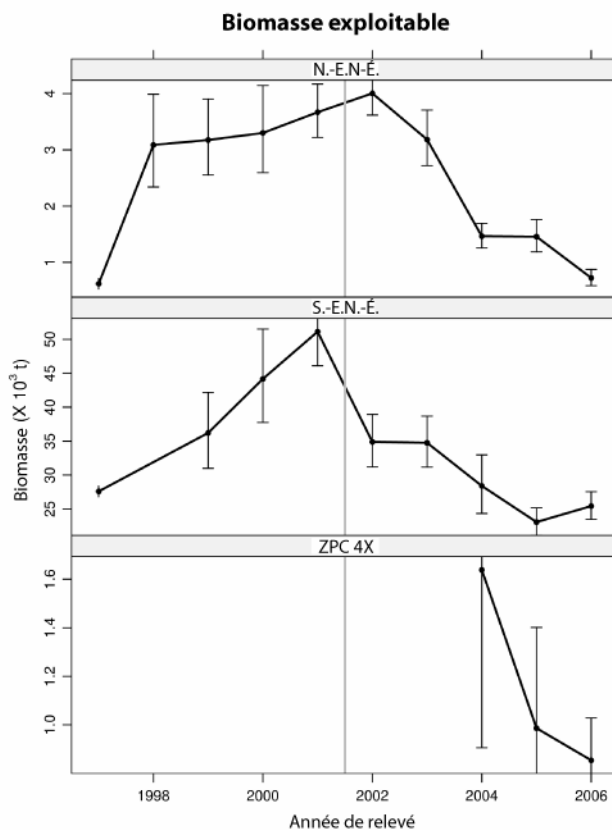 Biomasse exploitable
N.-E.N-É.
4
3
2
1
S.-E.N.-É.
50
45
40
35
30
25
Biomasse (X 10³ t)
ZPC 4X
1.6
1.4
1.2
1.0
1998 2000 2002 2004 2006
Année de relevé